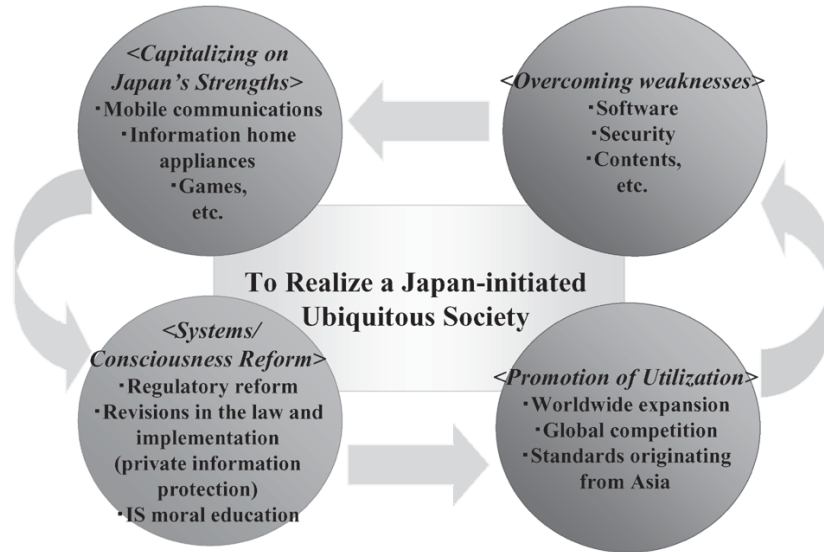 <Capitalizing on
Japan's Strengths>
・Mobile communications
・Information home
appliances
・Games,
etc.
<Overcoming weaknesses>
・Software
・Security
・Contents,
etc.
To Realize a Japan-initiated
Ubiquitous Society
<Systems/
Consciousness Reform>
・Regulatory reform
・Revisions in the law and
implementation
(private information
protection)
・IS moral education
<Promotion of Utilization>
・Worldwide expansion
・Global competition
・Standards originating
from Asia